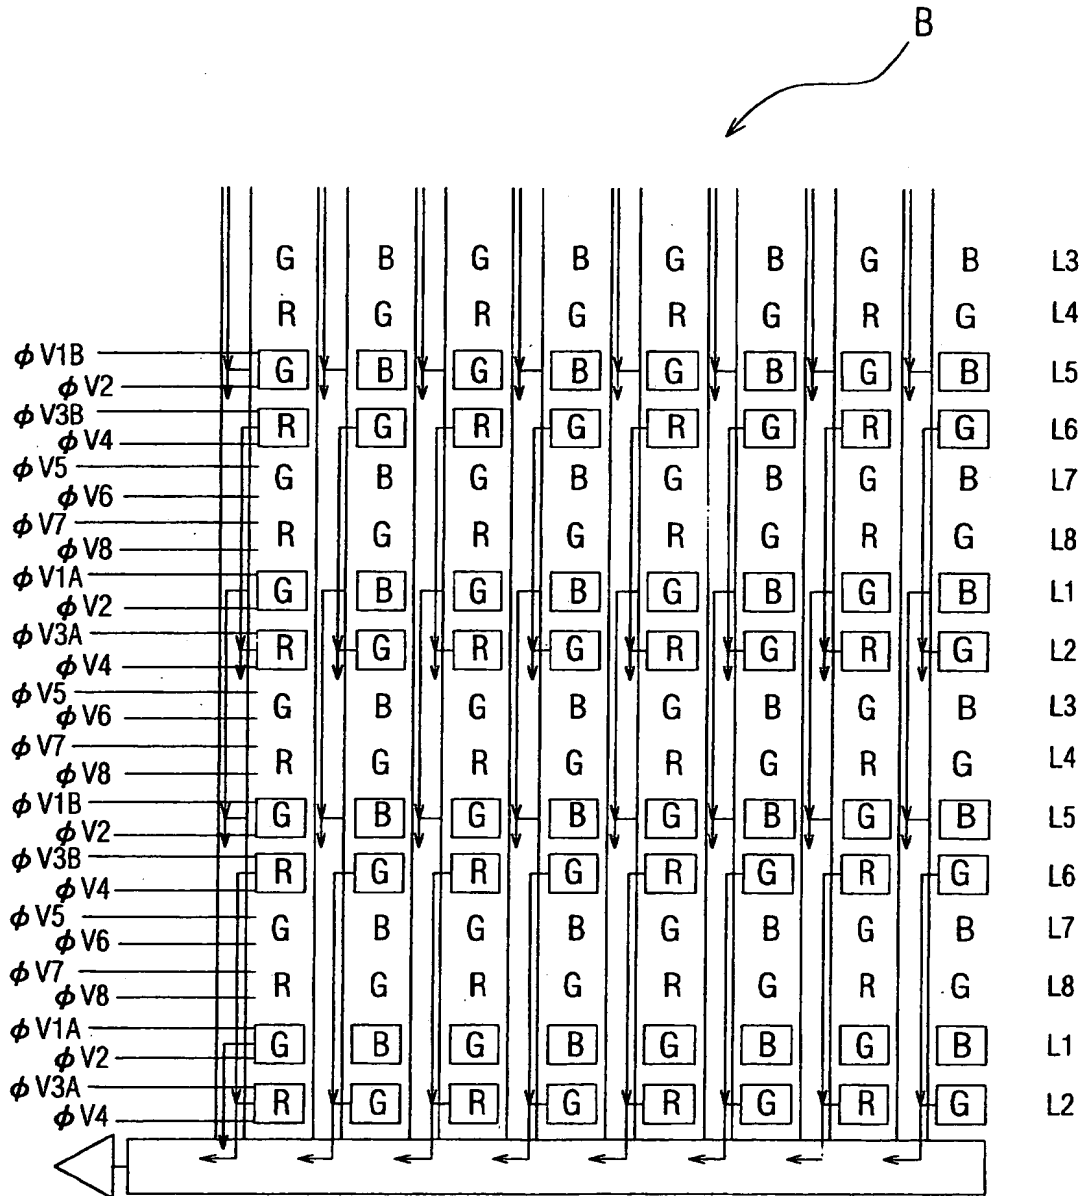 B
G B G B G B G B L3
R G R G R G R G L4
φV1B
G B G B G B G B L5
φV2
φV3B
R G R G R G R G L6
φV4
φV5
G B G B G B G B L7
φV6
φV7
R G R G R G R G L8
φV8
φV1A
G B G B G B G B L1
φV2
φV3A
R G R G R G R G L2
φV4
φV5
G B G B G B G B L3
φV6
φV7
R G R G R G R G L4
φV8
φV1B
G B G B G B G B L5
φV2
φV3B
R G R G R G R G L6
φV4
φV5
G B G B G B G B L7
φV6
φV7
R G R G R G R G L8
φV8
φV1A
G B G B G B G B L1
φV2
φV3A
R G R G R G R G L2
φV4